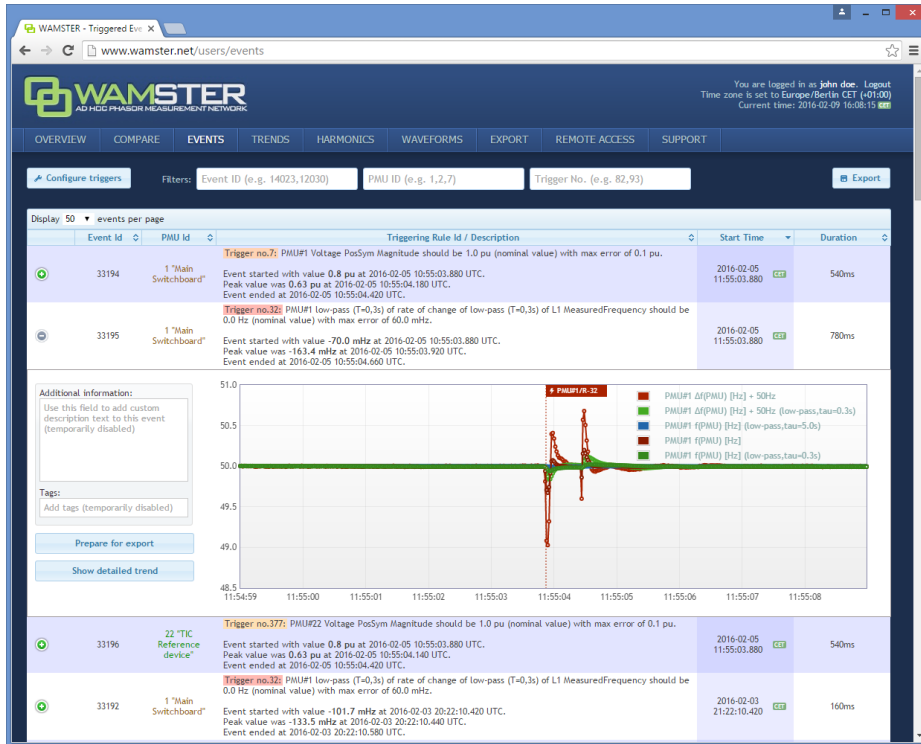 WAMSTER - Triggered Eve
www.wamster.net/users/events
WAMSTER
AD HOC PHASOR MEASUREMENT NETWORK
You are logged in as john doe. Logout
Time zone is set to Europe/Berlin CET (+01:00)
Current time: 2016-02-09 16:08:15 CET
OVERVIEW COMPARE EVENTS TRENDS HARMONICS WAVEFORMS EXPORT REMOTE ACCESS SUPPORT
Configure triggers Filters: Event ID (e.g. 14023,12030) PMU ID (e.g. 1,2,7) Trigger No. (e.g. 82,93) Export
Display 50 events per page
Event Id PMU Id Triggering Rule Id / Description Start Time Duration
33194
1 "Main
Switchboard"
Trigger no.7: PMU#1 Voltage PosSym Magnitude should be 1.0 pu (nominal value) with max error of 0.1 pu.
Event started with value 0.8 pu at 2016-02-05 10:55:03.880 UTC.
Peak value was 0.63 pu at 2016-02-05 10:55:04.180 UTC.
Event ended at 2016-02-05 10:55:04.420 UTC.
2016-02-05
11:55:03.880 CET
540ms
33195
1 "Main
Switchboard"
Trigger no.32: PMU#1 low-pass (T=0,3s) of rate of change of low-pass (T=0,3s) of L1 MeasuredFrequency should be
0.0 Hz (nominal value) with max error of 60.0 mHz.
Event started with value -70.0 mHz at 2016-02-05 10:55:03.880 UTC.
Peak value was -163.4 mHz at 2016-02-05 10:55:03.920 UTC.
Event ended at 2016-02-05 10:55:04.660 UTC.
2016-02-05
11:55:03.880 CET
780ms
Additional information:
Use this field to add custom
description text to this event
(temporarily disabled)
Tags:
Add tags (temporarily disabled)
Prepare for export
Show detailed trend
51.0
50.5
50.0
49.5
49.0
48.5
PMU#1/R-32
PMU#1 Δf(PMU) [Hz] + 50Hz
PMU#1 Δf(PMU) [Hz] + 50Hz (low-pass,tau=0.3s)
PMU#1 f(PMU) [Hz] (low-pass,tau=5.0s)
PMU#1 f(PMU) [Hz]
PMU#1 f(PMU) [Hz] (low-pass,tau=0.3s)
11:54:59 11:55:00 11:55:01 11:55:02 11:55:03 11:55:04 11:55:05 11:55:06 11:55:07 11:55:08
33196
22 "TIC
Reference
device"
Trigger no.377: PMU#22 Voltage PosSym Magnitude should be 1.0 pu (nominal value) with max error of 0.1 pu.
Event started with value 0.8 pu at 2016-02-05 10:55:03.880 UTC.
Peak value was 0.63 pu at 2016-02-05 10:55:04.140 UTC.
Event ended at 2016-02-05 10:55:04.420 UTC.
2016-02-05
11:55:03.880 CET
540ms
33192
1 "Main
Switchboard"
Trigger no.32: PMU#1 low-pass (T=0,3s) of rate of change of low-pass (T=0,3s) of L1 MeasuredFrequency should be
0.0 Hz (nominal value) with max error of 60.0 mHz.
Event started with value -101.7 mHz at 2016-02-03 20:22:10.420 UTC.
Peak value was -133.5 mHz at 2016-02-03 20:22:10.440 UTC.
Event ended at 2016-02-03 20:22:10.580 UTC.
2016-02-03
21:22:10.420 CET
160ms